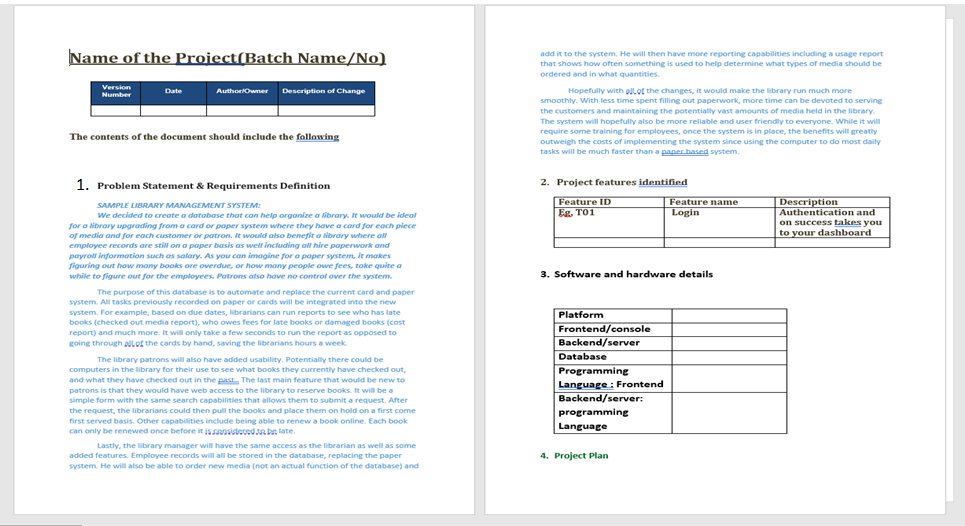 Name of the Project(Batch Name/No)
Version Number Date Author/Owner Description of Change
The contents of the document should include the following
1. Problem Statement & Requirements Definition
SAMPLE LIBRARY MANAGEMENT SYSTEM:
We decided to create a database that can help organize a library. It would be ideal
for a library upgrading from a card or paper system where they have a card for each piece
of media and for each customer or patron. It would also benefit a library where all
employee records are still on a paper basis as well including all hire paperwork and
payroll information such as salary. As you can imagine for a paper system, it makes
figuring out how many books are overdue, or how many people owe fees, take quite a
while to figure out for the employees. Patrons also have no control over the system.
The purpose of this database is to automate and replace the current card and paper
system. All tasks previously recorded on paper or cards will be integrated into the new
system. For example, based on due dates, librarians can run reports to see who has late
books (checked out media report), who owes fees for late books or damaged books (cost
report) and much more. It will only take a few seconds to run the report as opposed to
going through all of the cards by hand, saving the librarians hours a week.
The library patrons will also have added usability. Potentially there could be
computers in the library for their use to see what books they currently have checked out,
and what they have checked out in the past.. The last main feature that would be new to
patrons is that they would have web access to the library to reserve books. It will be a
simple form with the same search capabilities that allows them to submit a request. After
the request, the librarians could then pull the books and place them on hold on a first come
first served basis. Other capabilities include being able to renew a book online. Each book
can only be renewed once before it is considered to be late.
Lastly, the library manager will have the same access as the librarian as well as some
added features. Employee records will all be stored in the database, replacing the paper
system. He will also be able to order new media (not an actual function of the database) and
add it to the system. He will then have more reporting capabilities including a usage report
that shows how often something is used to help determine what types of media should be
ordered and in what quantities.
Hopefully with all of the changes, it would make the library run much more
smoothly. With less time spent filling out paperwork, more time can be devoted to serving
the customers and maintaining the potentially vast amounts of media held in the library.
The system will hopefully also be more reliable and user friendly to everyone. While it will
require some training for employees, once the system is in place, the benefits will greatly
outweigh the costs of implementing the system since using the computer to do most daily
tasks will be much faster than a paper based system.
2. Project features identified
Feature ID Feature name Description
Eg. T01 Login Authentication and
on success takes you
to your dashboard
3. Software and hardware details
Platform
Frontend/console
Backend/server
Database
Programming
Language : Frontend
Backend/server:
programming
Language
4. Project Plan